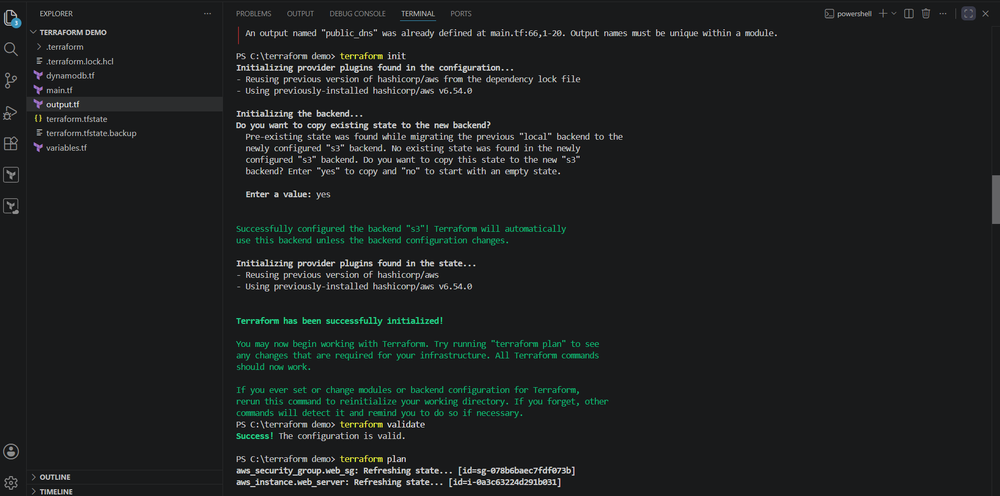 EXPLORER
TERRAFORM DEMO
.terraform
.terraform.lock.hcl
dynamodb.tf
main.tf
output.tf
terraform.tfstate
terraform.tfstate.backup
variables.tf
OUTLINE
TIMELINE
3
PROBLEMS OUTPUT DEBUG CONSOLE TERMINAL PORTS
powershell
An output named "public_dns" was already defined at main.tf:66,1-20. Output names must be unique within a module.
PS C:\terraform demo> terraform init
Initializing provider plugins found in the configuration...
- Reusing previous version of hashicorp/aws from the dependency lock file
- Using previously-installed hashicorp/aws v6.54.0
Initializing the backend...
Do you want to copy existing state to the new backend?
Pre-existing state was found while migrating the previous "local" backend to the
newly configured "s3" backend. No existing state was found in the newly
configured "s3" backend. Do you want to copy this state to the new "s3"
backend? Enter "yes" to copy and "no" to start with an empty state.
Enter a value: yes
Successfully configured the backend "s3"! Terraform will automatically
use this backend unless the backend configuration changes.
Initializing provider plugins found in the state...
- Reusing previous version of hashicorp/aws
- Using previously-installed hashicorp/aws v6.54.0
Terraform has been successfully initialized!
You may now begin working with Terraform. Try running "terraform plan" to see
any changes that are required for your infrastructure. All Terraform commands
should now work.
If you ever set or change modules or backend configuration for Terraform,
rerun this command to reinitialize your working directory. If you forget, other
commands will detect it and remind you to do so if necessary.
PS C:\terraform demo> terraform validate
Success! The configuration is valid.
PS C:\terraform demo> terraform plan
aws_security_group.web_sg: Refreshing state... [id=sg-078b6baec7fdf073b]
aws_instance.web_server: Refreshing state... [id=i-0a3c63224d291b031]